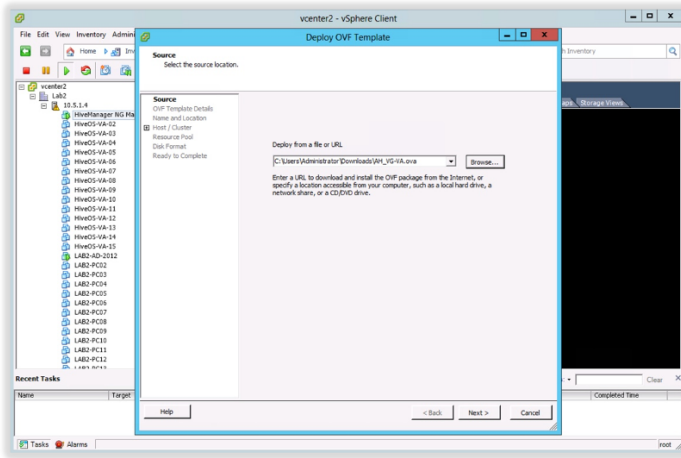 vcenter2 - vSphere Client
File Edit View Inventory Admini
Home
Inv
h Inventory
vcenter2
Lab2
10.5.1.4
HiveManager NG Ma
HiveOS-VA-02
HiveOS-VA-03
HiveOS-VA-04
HiveOS-VA-05
HiveOS-VA-06
HiveOS-VA-07
HiveOS-VA-08
HiveOS-VA-09
HiveOS-VA-10
HiveOS-VA-11
HiveOS-VA-12
HiveOS-VA-13
HiveOS-VA-14
HiveOS-VA-15
LAB2-AD-2012
LAB2-PC02
LAB2-PC03
LAB2-PC04
LAB2-PC05
LAB2-PC06
LAB2-PC07
LAB2-PC08
LAB2-PC09
LAB2-PC10
LAB2-PC11
LAB2-PC12
Deploy OVF Template
Source
Select the source location.
Source
OVF Template Details
Name and Location
Host / Cluster
Resource Pool
Disk Format
Ready to Complete
Deploy from a file or URL
C:\Users\Administrator\Downloads\AH_VG-VA.ova
Browse...
Enter a URL to download and install the OVF package from the Internet, or
specify a location accessible from your computer, such as a local hard drive, a
network share, or a CD/DVD drive.
Help
< Back
Next >
Cancel
aps
Storage Views
Recent Tasks
Clear
Name
Target
Completed Time
Tasks
Alarms
root